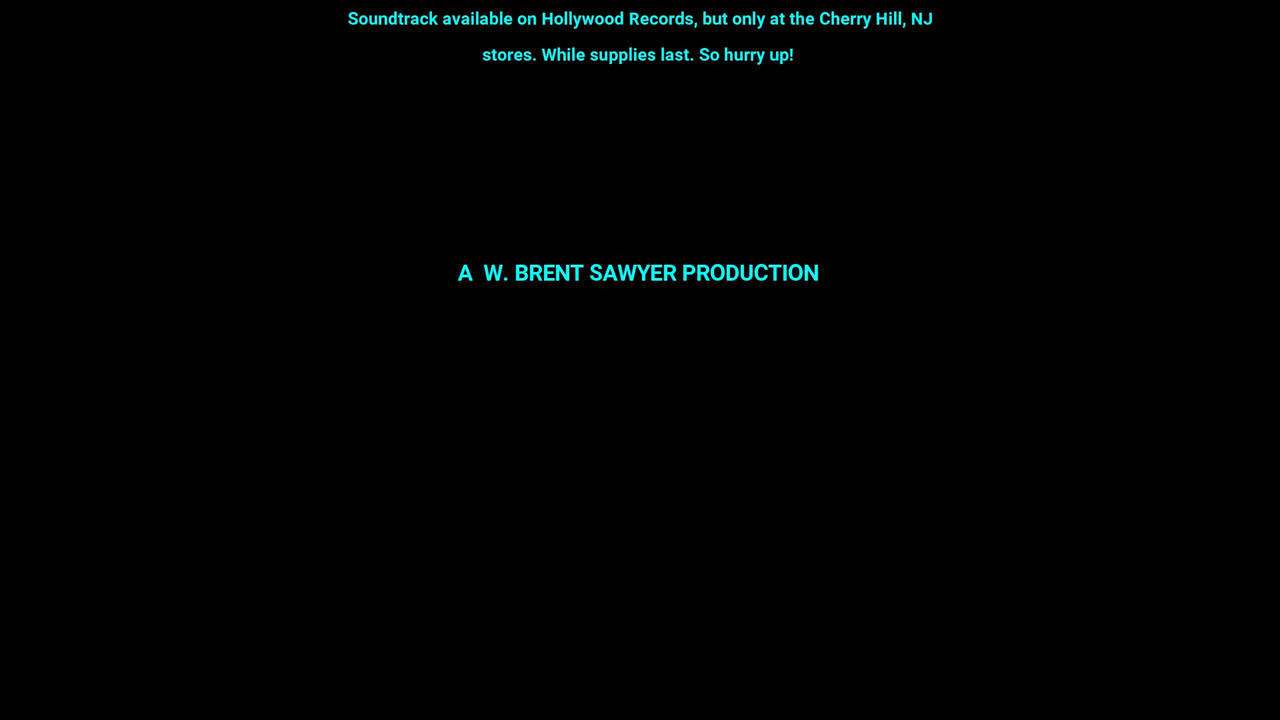 Soundtrack available on Hollywood Records, but only at the Cherry Hill, NJ
stores. While supplies last. So hurry up!
A  W. BRENT SAWYER PRODUCTION